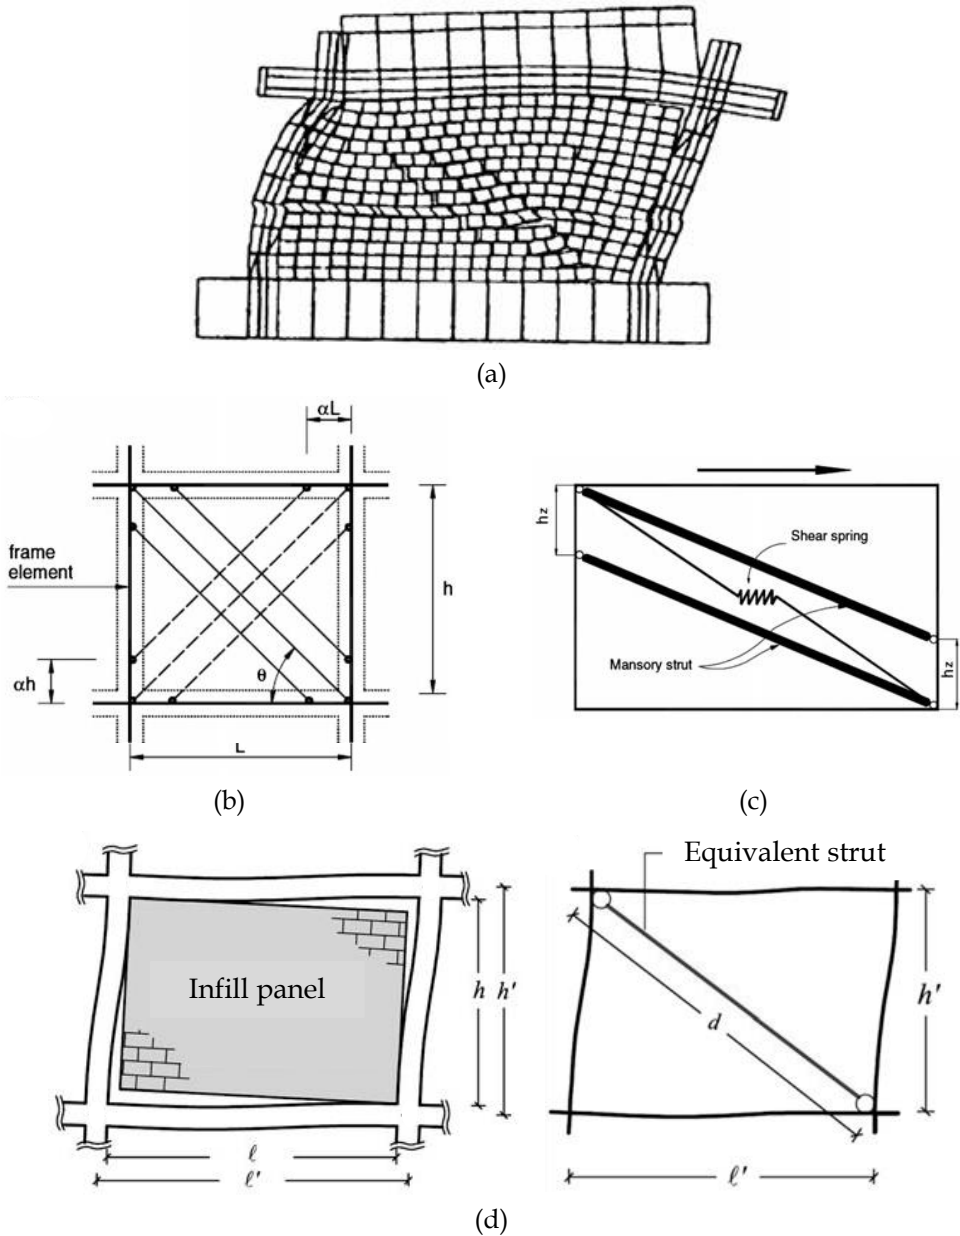 (a)
αL
frame
element
h
αh
θ
L
(b)
hz
Shear spring
Mansory strut
hz
(c)
Equivalent strut
Infill panel
h h'
d
h'
ℓ
ℓ'
ℓ'
(d)